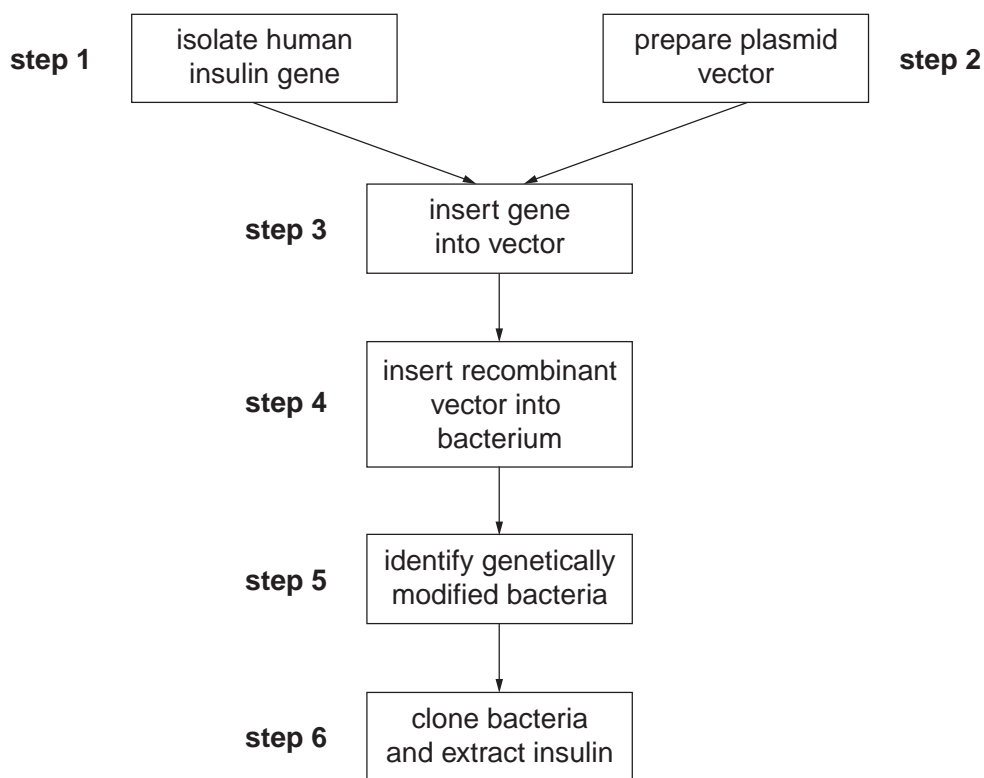 step 1
isolate human
insulin gene
prepare plasmid
vector
step 2
step 3
insert gene
into vector
step 4
insert recombinant
vector into
bacterium
step 5
identify genetically
modified bacteria
step 6
clone bacteria
and extract insulin